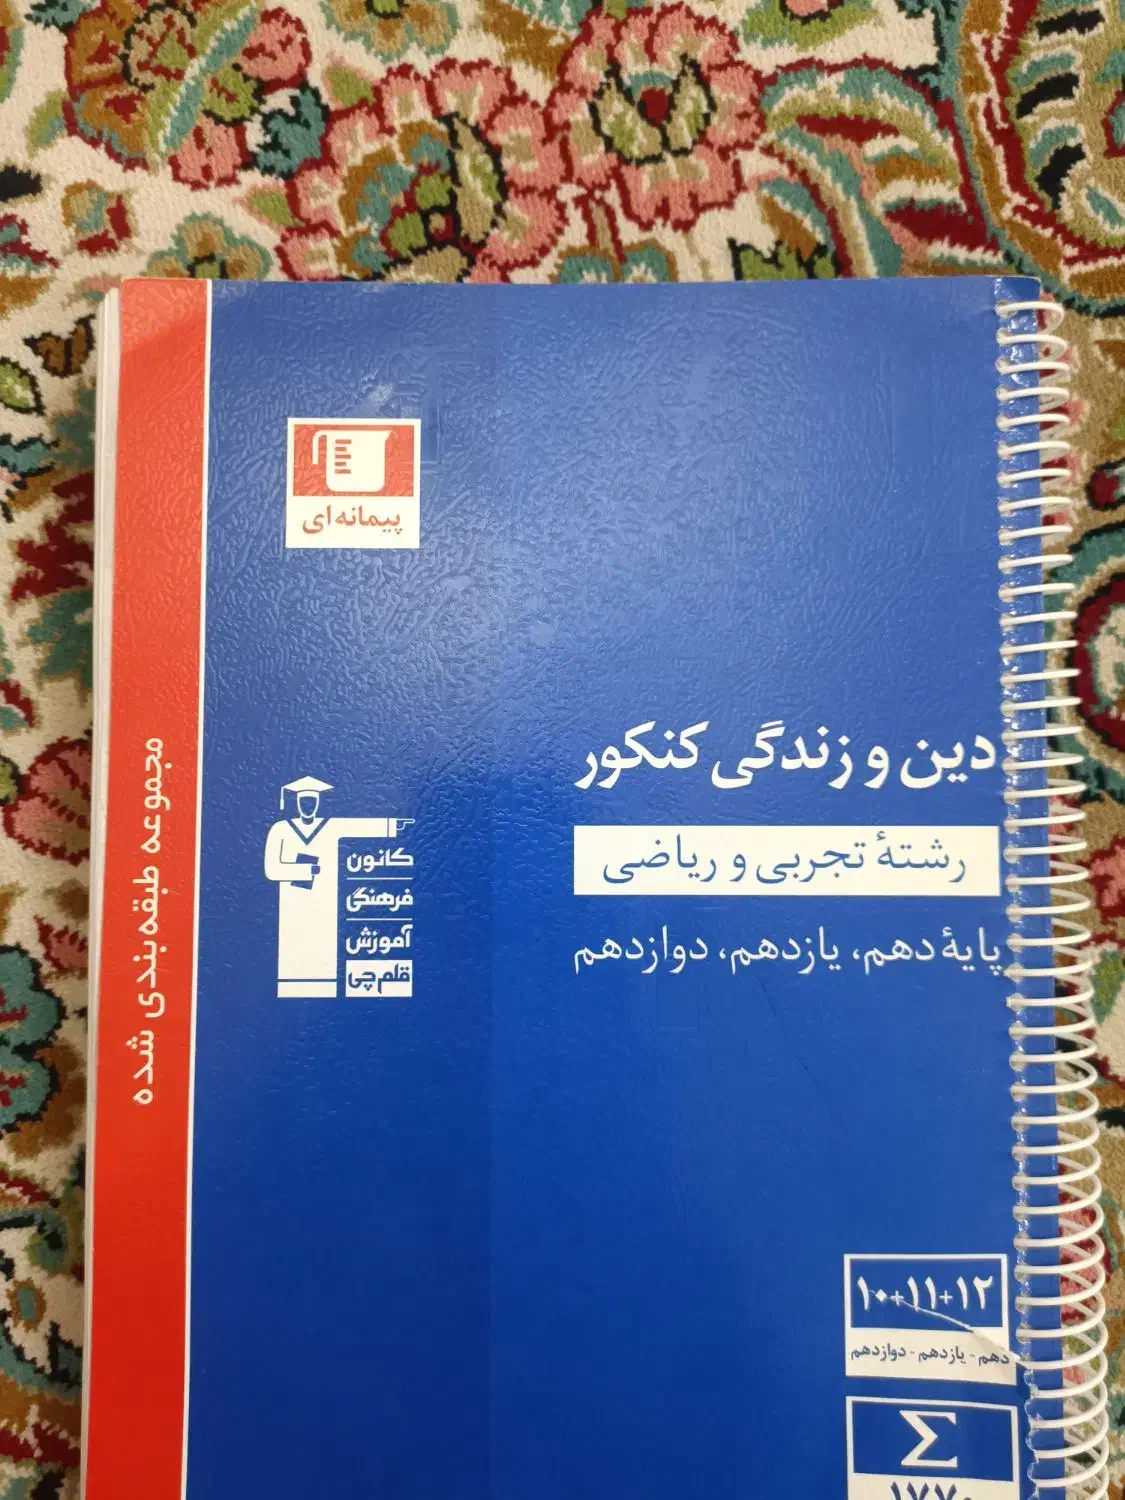 پیمانه‌ای
دین و زندگی کنکور
رشتهٔ تجربی و ریاضی
پایهٔ دهم، یازدهم، دوازدهم
کانون
فرهنگی
آموزش
قلم‌چی
مجموعه طبقه‌بندی شده
۱۰+۱۱+۱۲
دهم - یازدهم - دوازدهم
Σ